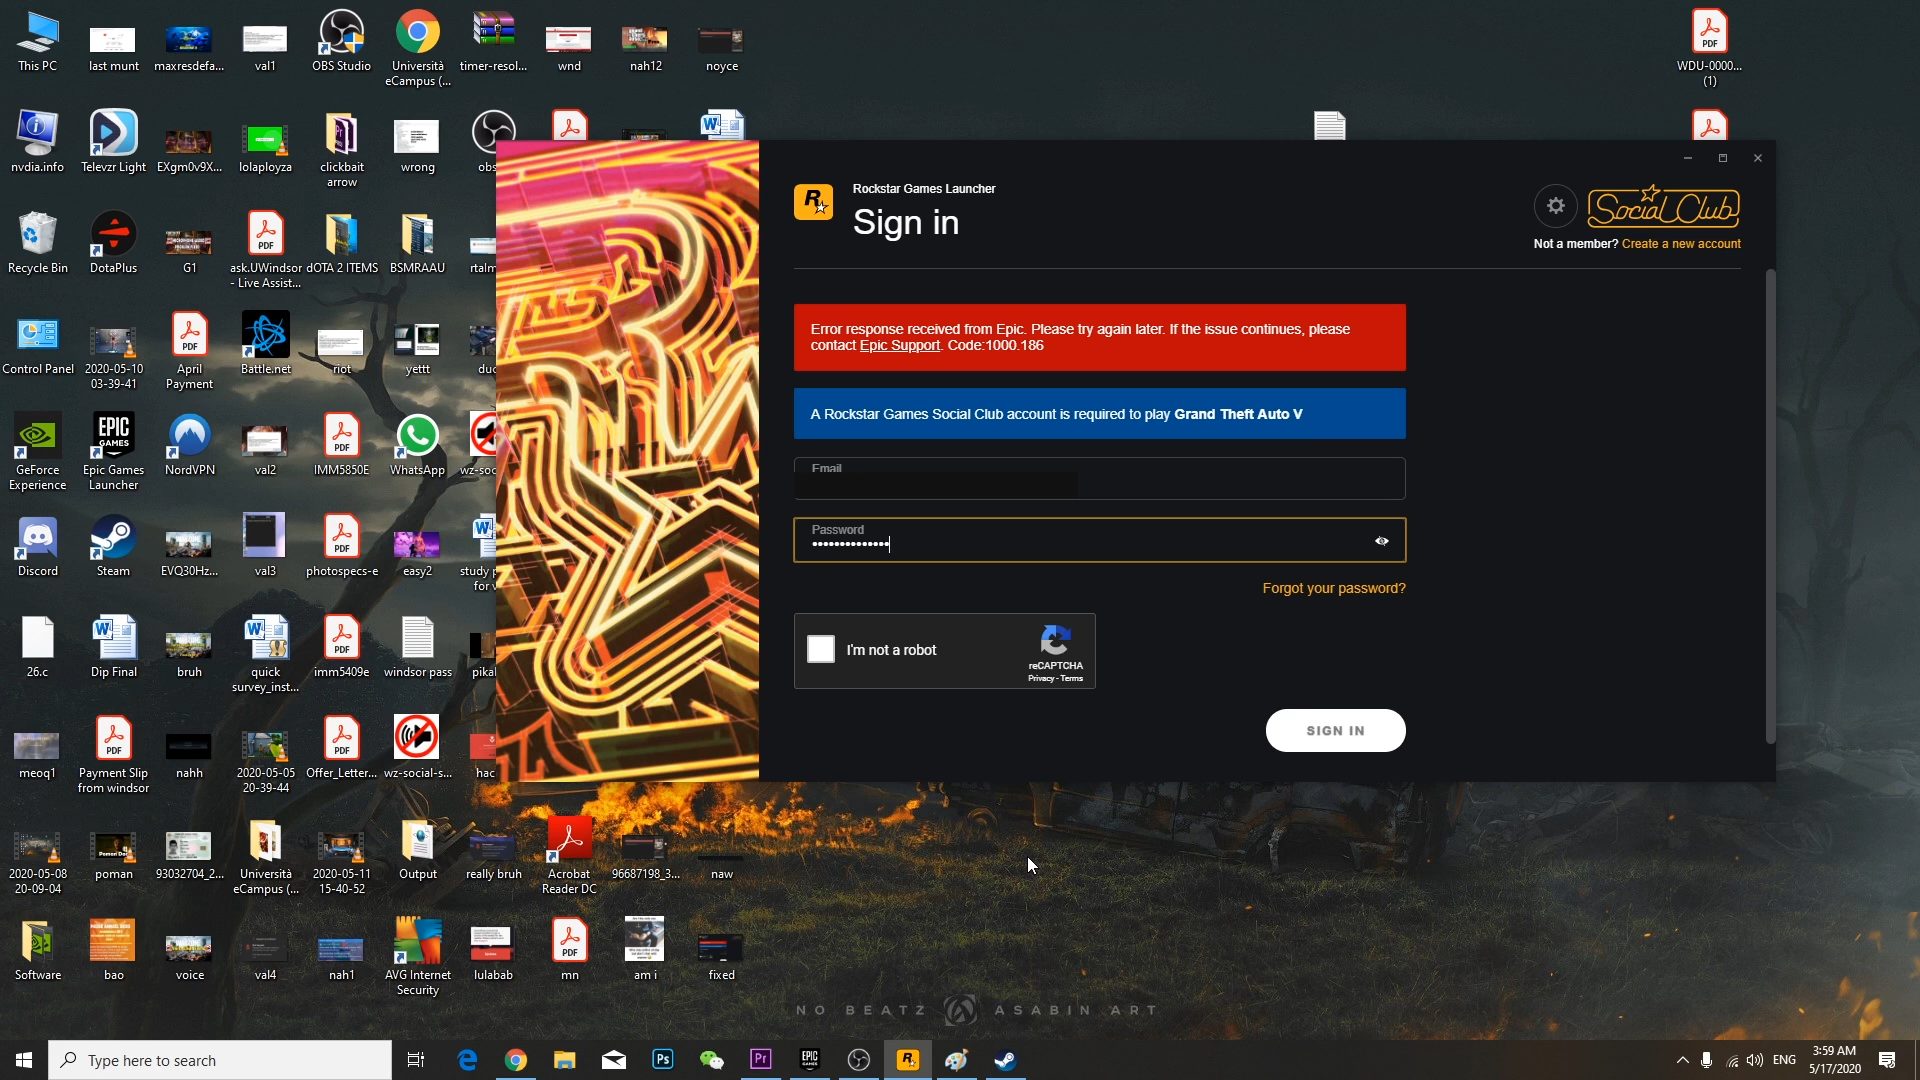 This PC
last munt
maxresdefa...
val1
OBS Studio
Università
eCampus (...
timer-resol...
wnd
nah12
noyce
WDU-0000...
(1)
nvdia.info
Televzr Light
EXgm0v9X...
lolaployza
clickbait
arrow
wrong
obs
Recycle Bin
DotaPlus
G1
ask.UWindsor
- Live Assist...
dOTA 2 ITEMS
BSMRAAU
rtalm
Control Panel
2020-05-10
03-39-41
April
Payment
Battle.net
riot
yettt
duo
GeForce
Experience
Epic Games
Launcher
NordVPN
val2
IMM5850E
WhatsApp
wz-soc
Discord
Steam
EVQ30Hz...
val3
photospecs-e
easy2
study p
for v
26.c
Dip Final
bruh
quick
survey_inst...
imm5409e
windsor pass
pikal
meoq1
Payment Slip
from windsor
nahh
2020-05-05
20-39-44
Offer_Letter...
wz-social-s...
hac
2020-05-08
20-09-04
poman
93032704_2...
Università
eCampus (...
2020-05-11
15-40-52
Output
really bruh
Acrobat
Reader DC
96687198_3...
naw
Software
bao
voice
val4
nah1
AVG Internet
Security
lulabab
mn
am i
fixed
Rockstar Games Launcher
Sign in
Social Club
Not a member? Create a new account
Error response received from Epic. Please try again later. If the issue continues, please
contact Epic Support. Code:1000.186
A Rockstar Games Social Club account is required to play Grand Theft Auto V
Email
Password
Forgot your password?
I'm not a robot
reCAPTCHA
Privacy - Terms
SIGN IN
NO BEATZ ASABIN ART
Type here to search
ENG
3:59 AM
5/17/2020